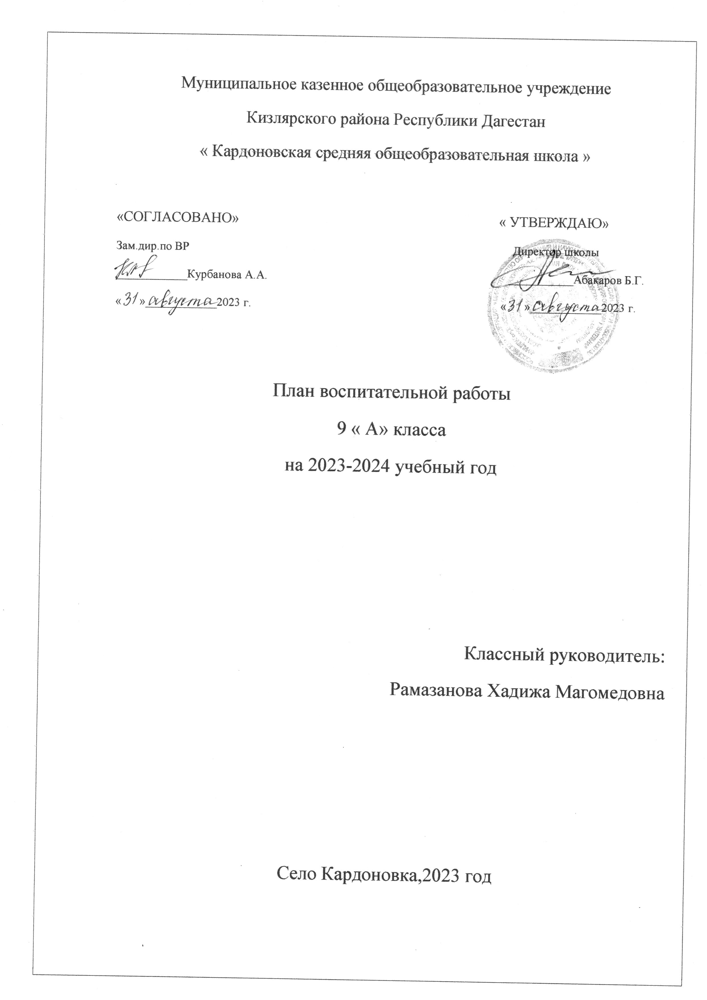 Муниципальное казенное общеобразовательное учреждение
Кизлярского района Республики Дагестан
« Кардоновская средняя общеобразовательная школа »
«СОГЛАСОВАНО»
Зам.дир.по ВР
Курбанова А.А.
«31» августа 2023 г.
« УТВЕРЖДАЮ»
Директор школы
Абакаров Б.Г.
«31» августа 2023 г.
План воспитательной работы
9 « А» класса
на 2023-2024 учебный год
Классный руководитель:
Рамазанова Хадижа Магомедовна
Село Кардоновка,2023 год